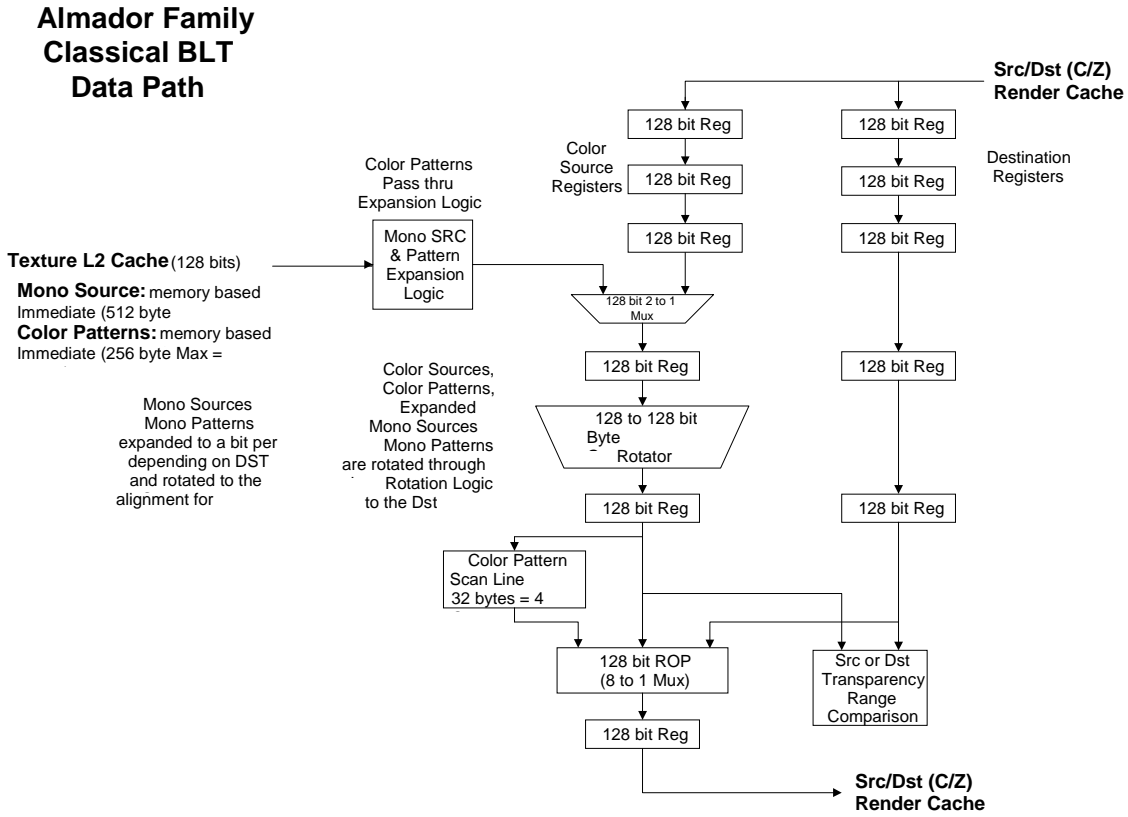 Almador Family
Classical BLT
Data Path
Src/Dst (C/Z)
Render Cache
128 bit Reg
128 bit Reg
Color
Source
Registers
Destination
Registers
128 bit Reg
128 bit Reg
Color Patterns
Pass thru
Expansion Logic
128 bit Reg
128 bit Reg
Mono SRC
& Pattern
Expansion
Logic
Texture L2 Cache (128 bits)
Mono Source: memory based
Immediate (512 byte
Color Patterns: memory based
Immediate (256 byte Max =
128 bit 2 to 1
Mux
128 bit Reg
128 bit Reg
Mono Sources
Mono Patterns
expanded to a bit per
depending on DST
and rotated to the
alignment for
Color Sources,
Color Patterns,
Expanded
Mono Sources
Mono Patterns
are rotated through
Rotation Logic
to the Dst
128 to 128 bit
Byte
Rotator
128 bit Reg
128 bit Reg
Color Pattern
Scan Line
32 bytes = 4
128 bit ROP
(8 to 1 Mux)
Src or Dst
Transparency
Range
Comparison
128 bit Reg
Src/Dst (C/Z)
Render Cache